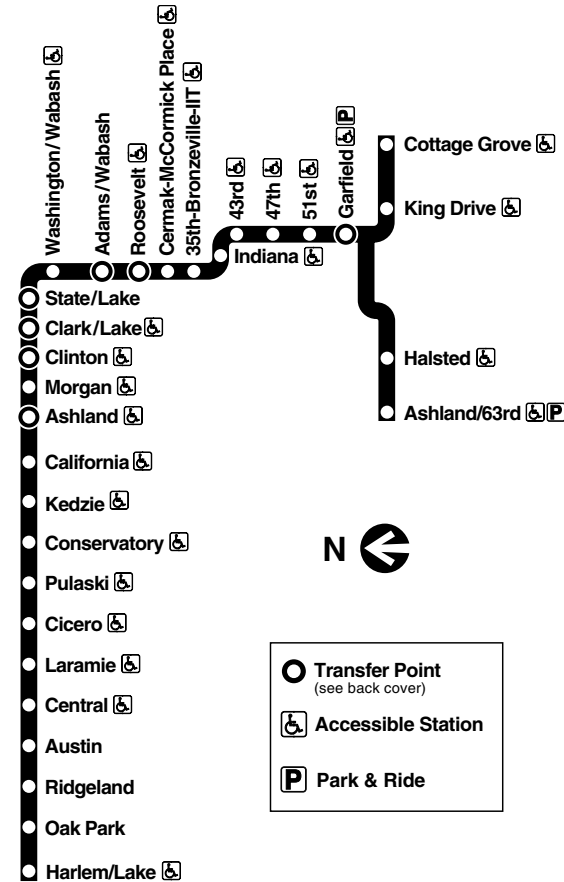 Washington/Wabash
Adams/Wabash
Roosevelt
Cermak-McCormick Place
35th-Bronzeville-IIT
43rd
47th
51st
Garfield P
Cottage Grove
King Drive
Indiana
State/Lake
Clark/Lake
Clinton
Halsted
Morgan
Ashland
Ashland/63rd P
California
Kedzie
Conservatory
N
Pulaski
Cicero
Laramie
Central
Austin
Ridgeland
Oak Park
Harlem/Lake
Transfer Point
(see back cover)
Accessible Station
P Park & Ride